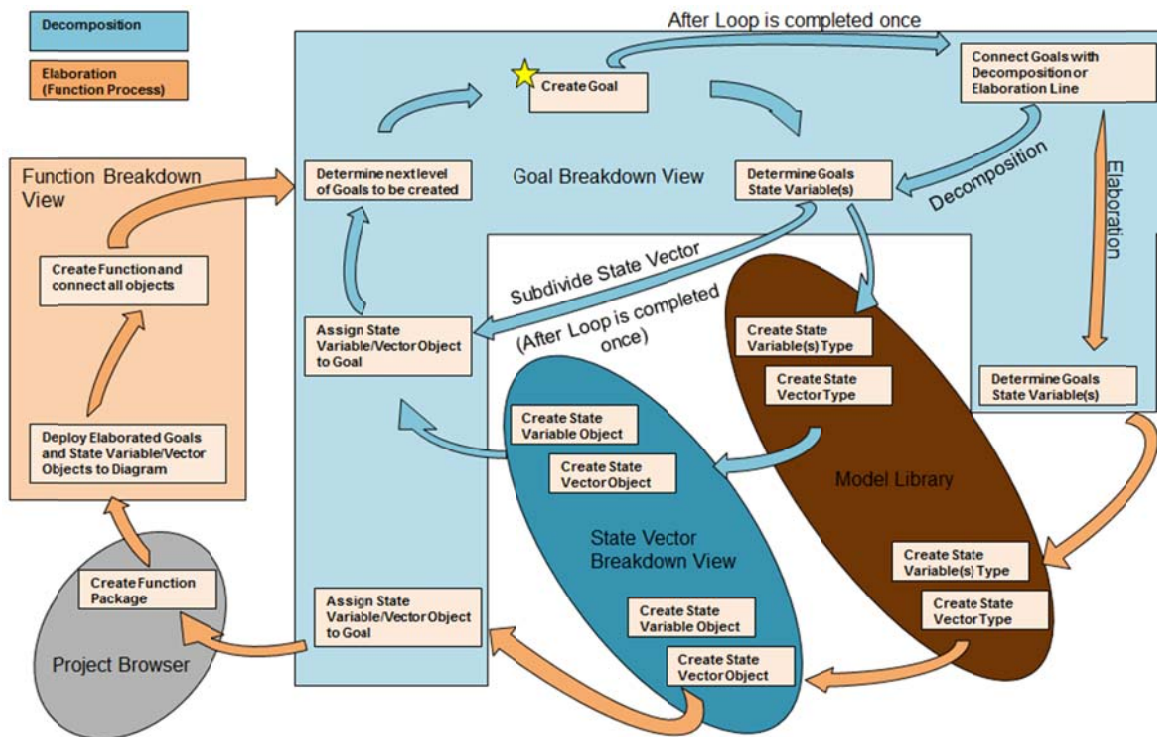 Decomposition
Elaboration
(Function Process)
After Loop is completed once
Create Goal
Connect Goals with
Decomposition or
Elaboration Line
Function Breakdown
View
Determine next level
of Goals to be created
Goal Breakdown View
Determine Goals
State Variable(s)
Decomposition
Elaboration
Create Function and
connect all objects
Subdivide State Vector
(After Loop is completed
once)
Assign State
Variable/Vector Object
to Goal
Create State
Variable(s) Type
Create State
Vector Type
Determine Goals
State Variable(s)
Create State
Variable Object
Create State
Vector Object
Deploy Elaborated Goals
and State Variable/Vector
Objects to Diagram
Model Library
State Vector
Breakdown View
Create State
Variable(s) Type
Create State
Vector Type
Create Function
Package
Assign State
Variable/Vector Object
to Goal
Create State
Variable Object
Create State
Vector Object
Project Browser